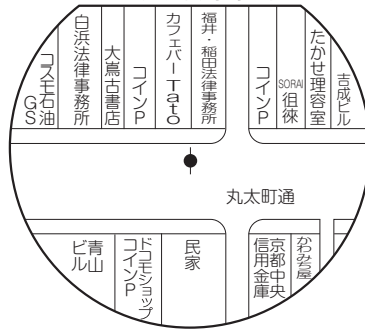 コスモ石油
GS
白浜法律事務所
大鳥古書店
コインP
カフェバーTato
福井・稲田法律事務所
コインP
SORAI
徂徠
たかせ理容室
吉成ビル
丸太町通
青山
ビル
ドコモショップ
コインP
民家
京都中央
信用金庫
かわみち屋